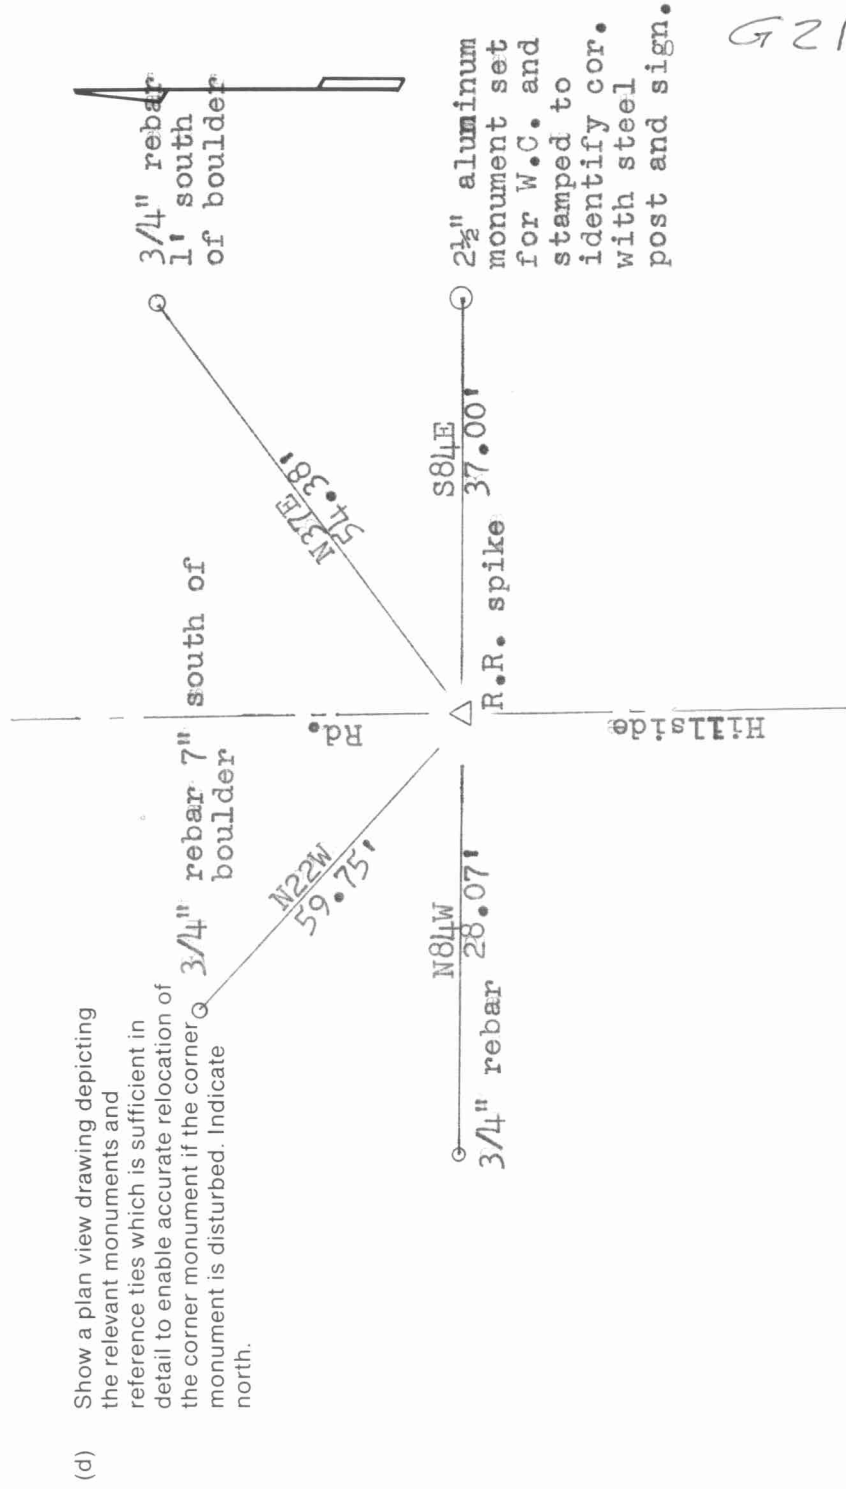 (d) Show a plan view drawing depicting
the relevant monuments and
reference ties which is sufficient in
detail to enable accurate relocation of
the corner monument if the corner
monument is disturbed. Indicate
north.
3/4" rebar 7" south of
boulder
3/4" rebar
1' south
of boulder
N22W
59.75'
N37E
54.38'
Rd.
N84W
28.07'
3/4" rebar
R.R. spike
S84E
37.00'
2½" aluminum
monument set
for W.C. and
stamped to
identify cor.
with steel
post and sign.
Hillside